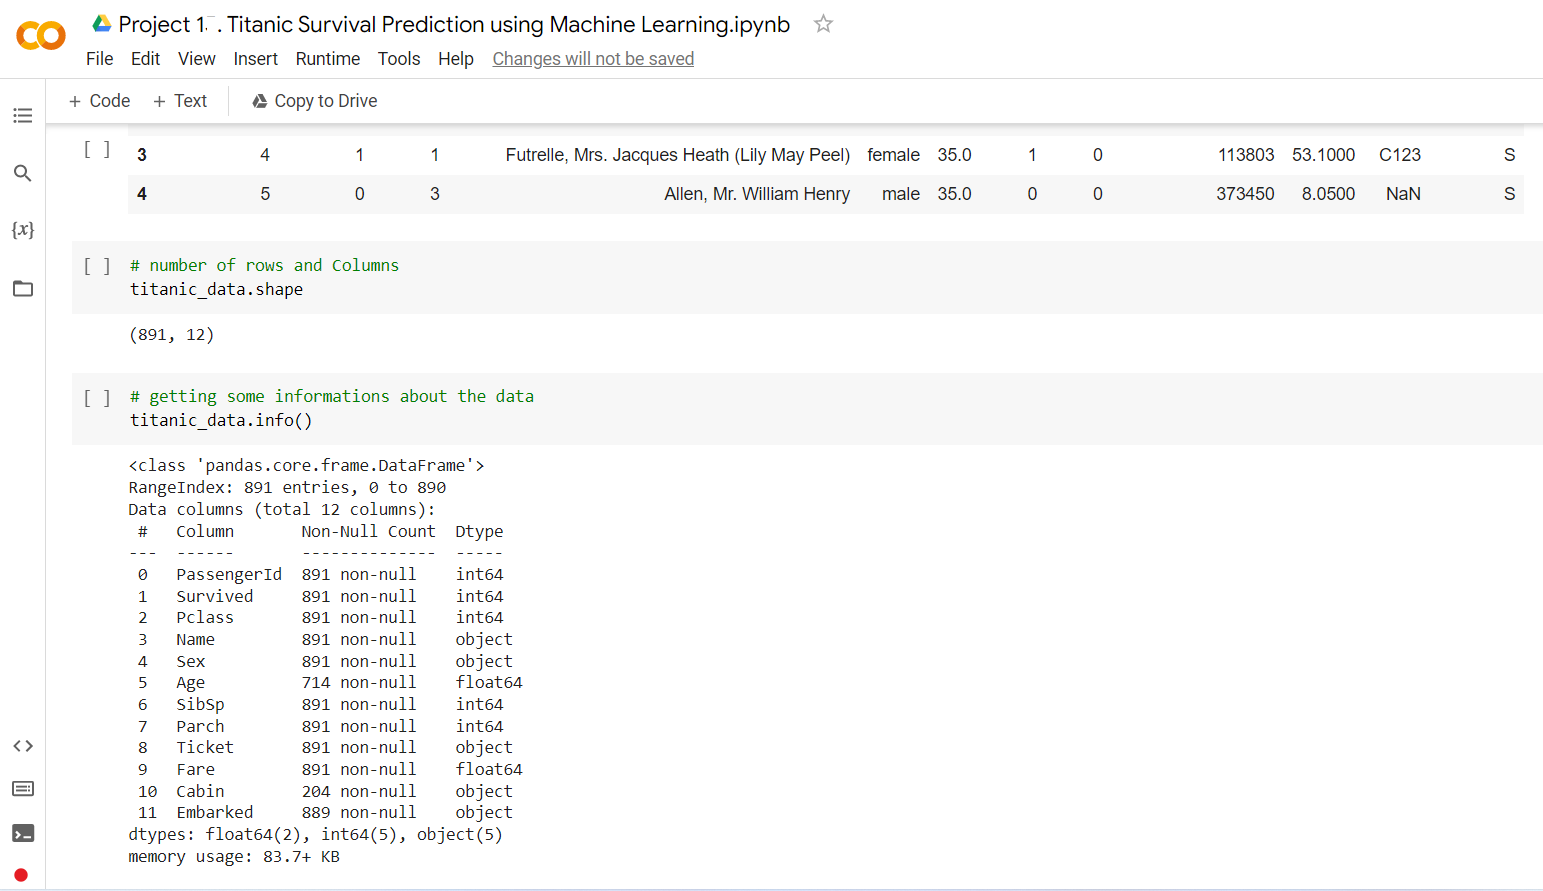 Project 1 . Titanic Survival Prediction using Machine Learning.ipynb
File Edit View Insert Runtime Tools Help Changes will not be saved
+ Code + Text Copy to Drive
[ ] 3 4 1 1 Futrelle, Mrs. Jacques Heath (Lily May Peel) female 35.0 1 0 113803 53.1000 C123 S
4 5 0 3 Allen, Mr. William Henry male 35.0 0 0 373450 8.0500 NaN S
{x}
[ ] # number of rows and Columns
titanic_data.shape
(891, 12)
[ ] # getting some informations about the data
titanic_data.info()
<class 'pandas.core.frame.DataFrame'>
RangeIndex: 891 entries, 0 to 890
Data columns (total 12 columns):
# Column Non-Null Count Dtype
--- ------ -------------- -----
0 PassengerId 891 non-null int64
1 Survived 891 non-null int64
2 Pclass 891 non-null int64
3 Name 891 non-null object
4 Sex 891 non-null object
5 Age 714 non-null float64
6 SibSp 891 non-null int64
7 Parch 891 non-null int64
8 Ticket 891 non-null object
9 Fare 891 non-null float64
10 Cabin 204 non-null object
11 Embarked 889 non-null object
dtypes: float64(2), int64(5), object(5)
memory usage: 83.7+ KB